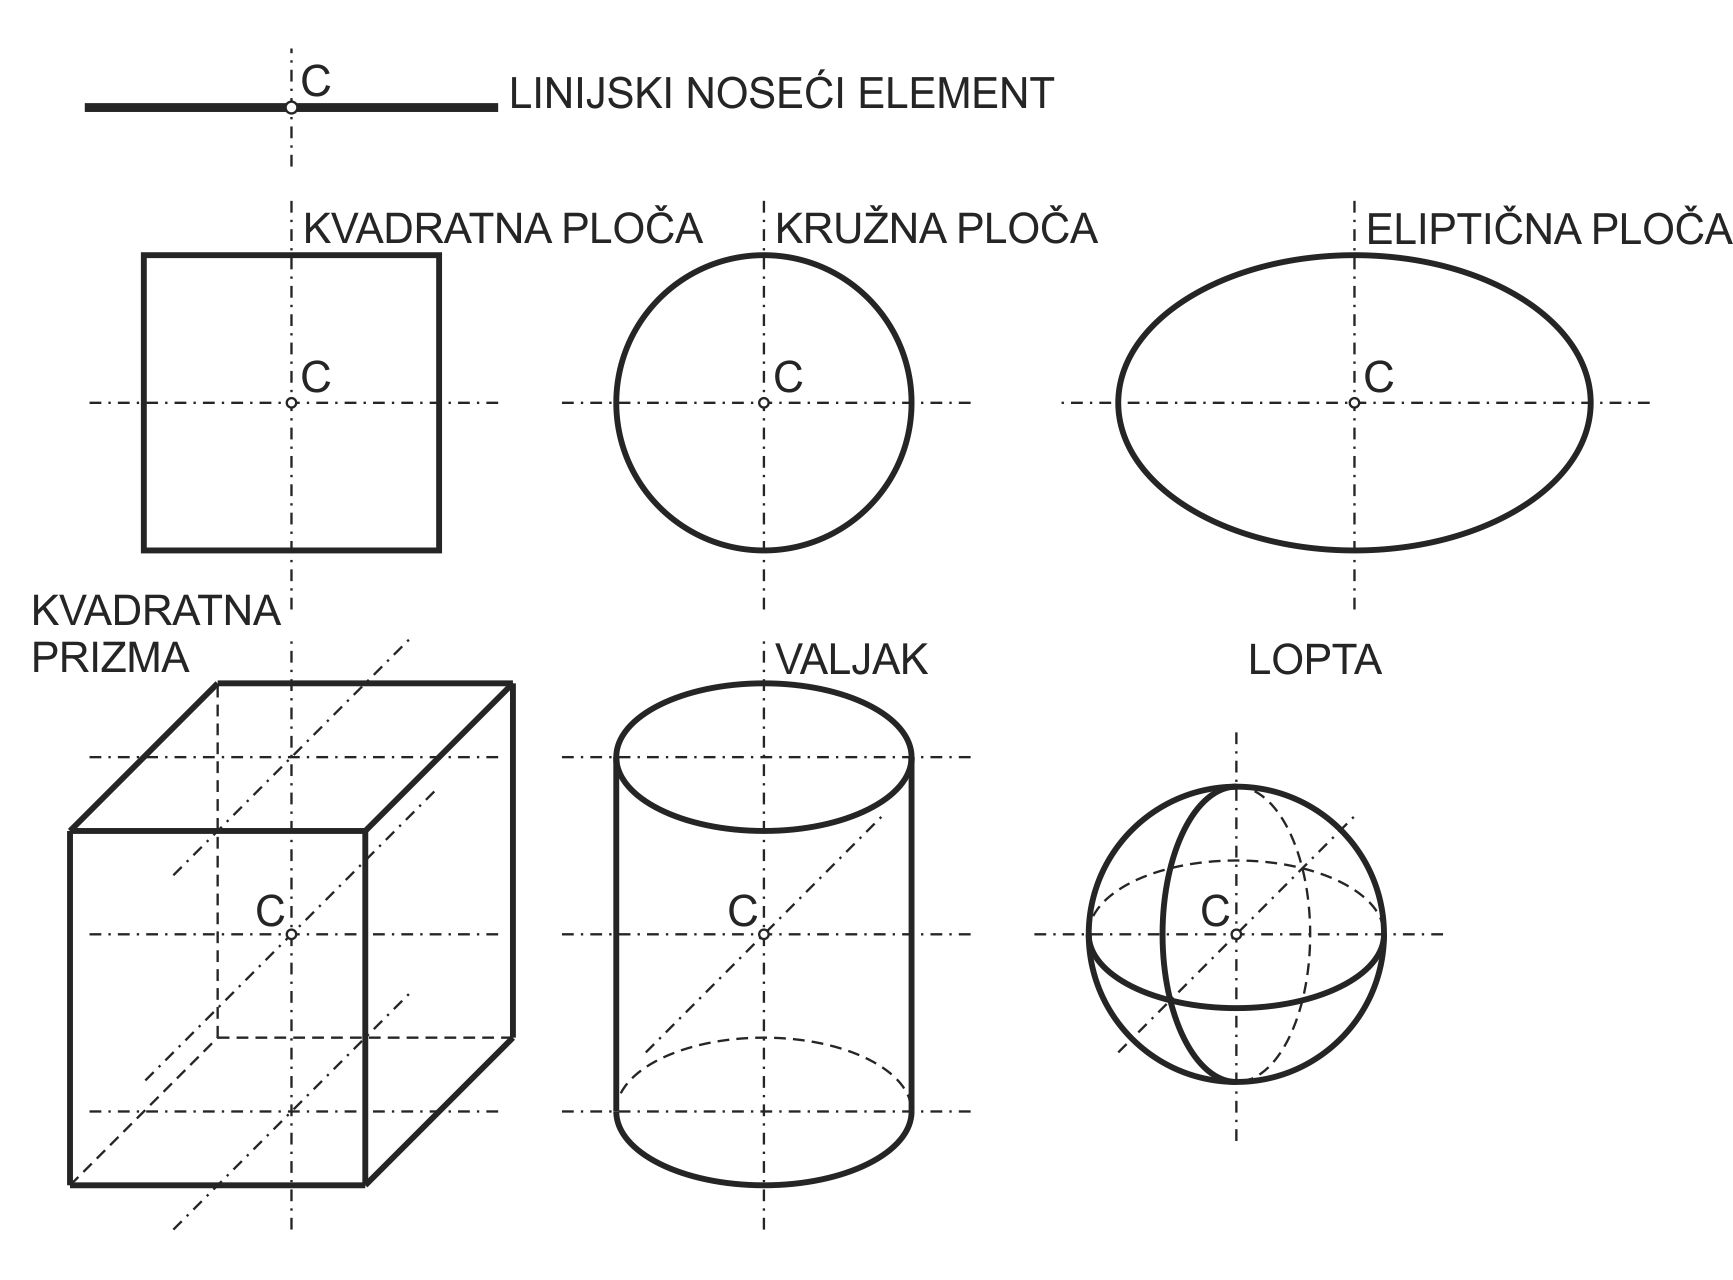 C
LINIJSKI NOSEĆI ELEMENT
KVADRATNA PLOČA
KRUŽNA PLOČA
ELIPTIČNA PLOČA
C
C
C
KVADRATNA
PRIZMA
VALJAK
LOPTA
C
C
C